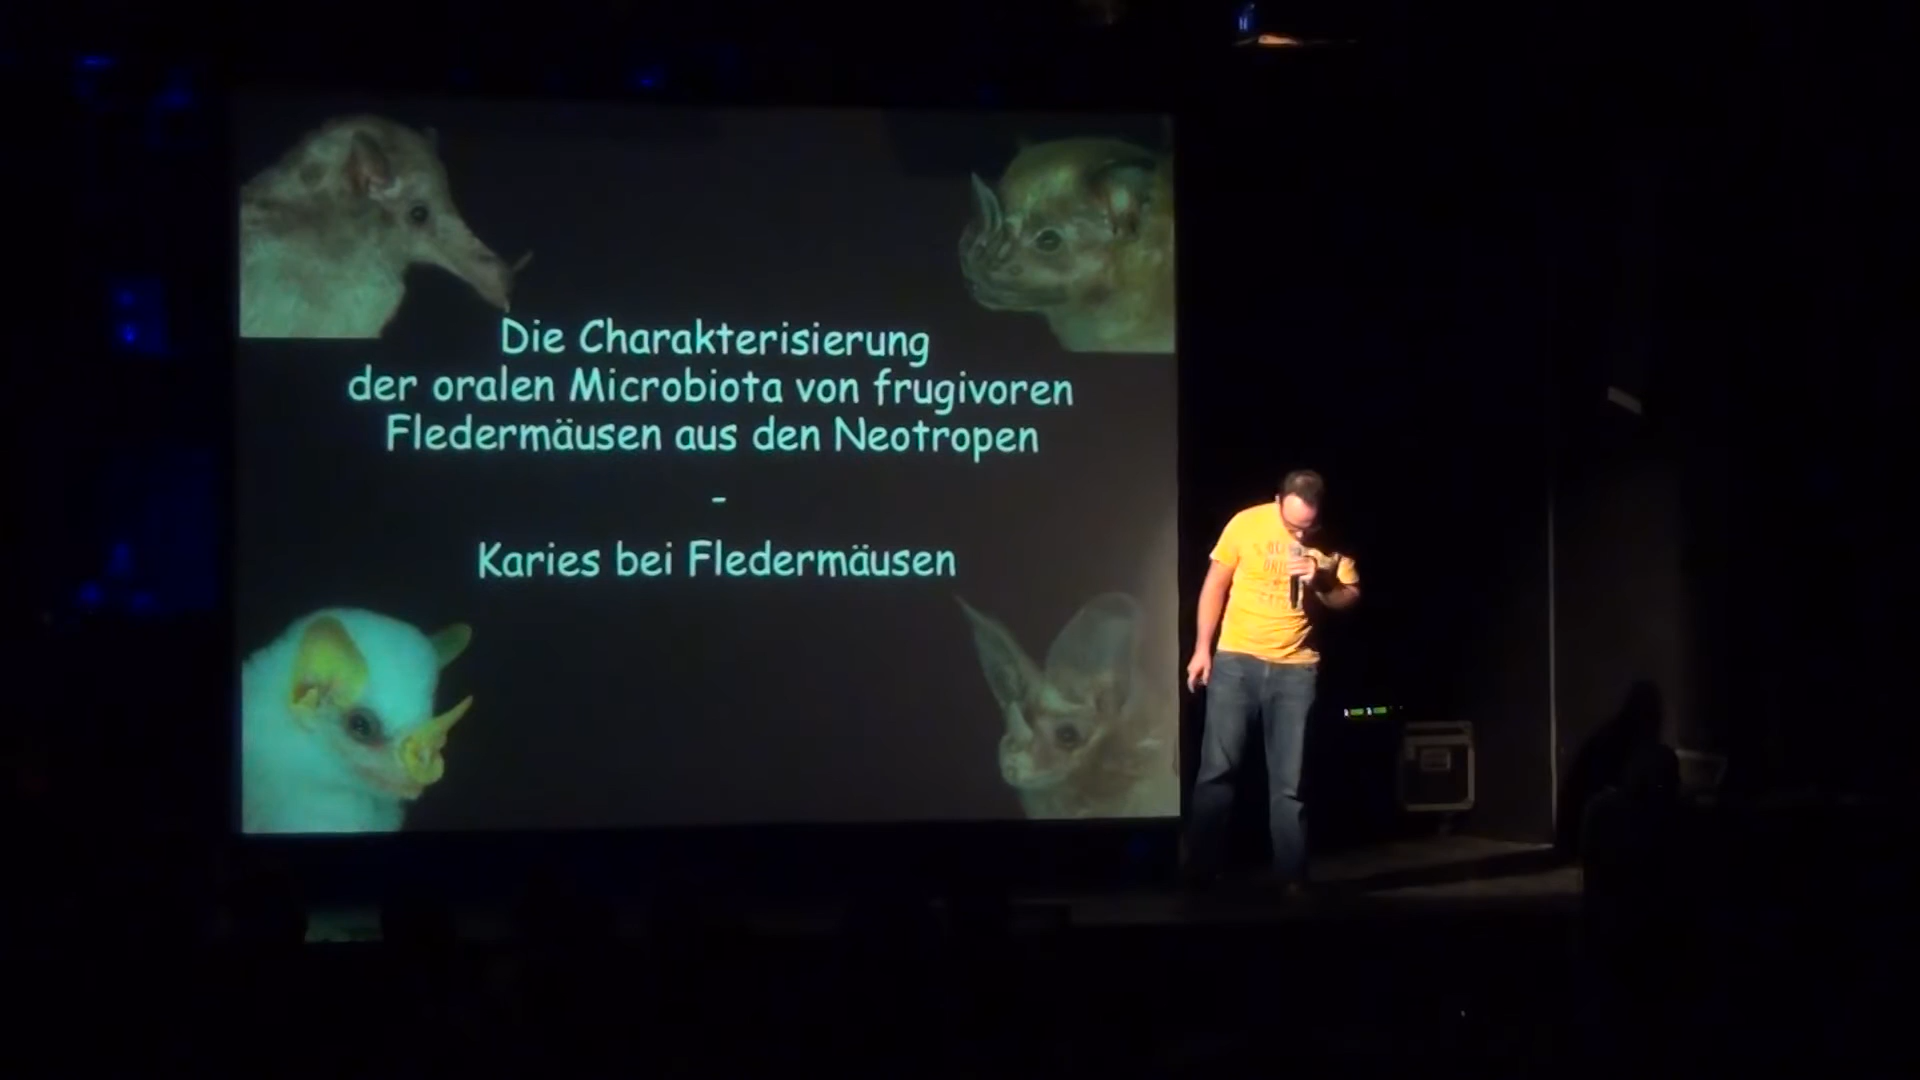 Die Charakterisierung
der oralen Microbiota von frugivoren
Fledermäusen aus den Neotropen
-
Karies bei Fledermäusen